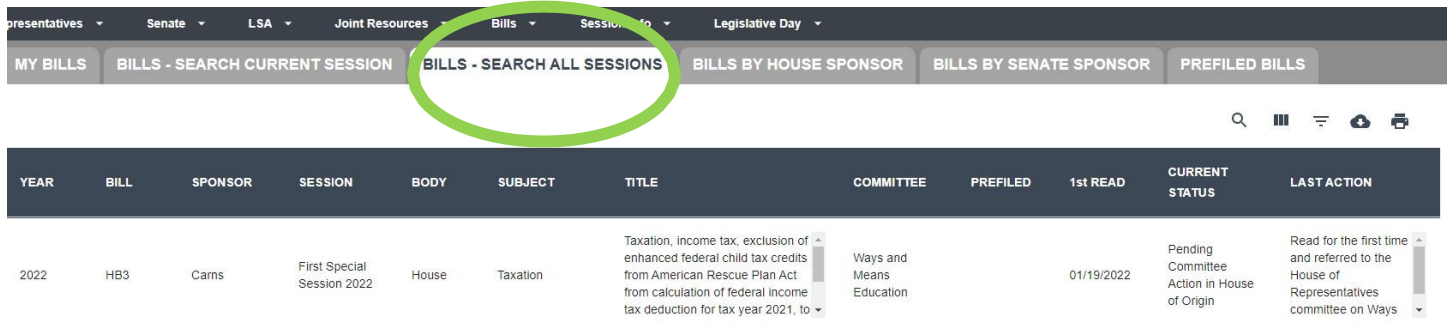 presentatives Senate LSA Joint Resources Bills Session Info Legislative Day
MY BILLS BILLS - SEARCH CURRENT SESSION BILLS - SEARCH ALL SESSIONS BILLS BY HOUSE SPONSOR BILLS BY SENATE SPONSOR PREFILED BILLS
YEAR BILL SPONSOR SESSION BODY SUBJECT TITLE COMMITTEE PREFILED 1st READ CURRENT STATUS LAST ACTION
2022
HB3
Carns
First Special
Session 2022
House
Taxation
Taxation, income tax, exclusion of
enhanced federal child tax credits
from American Rescue Plan Act
from calculation of federal income
tax deduction for tax year 2021, to
Ways and
Means
Education
01/19/2022
Pending
Committee
Action in House
of Origin
Read for the first time
and referred to the
House of
Representatives
committee on Ways